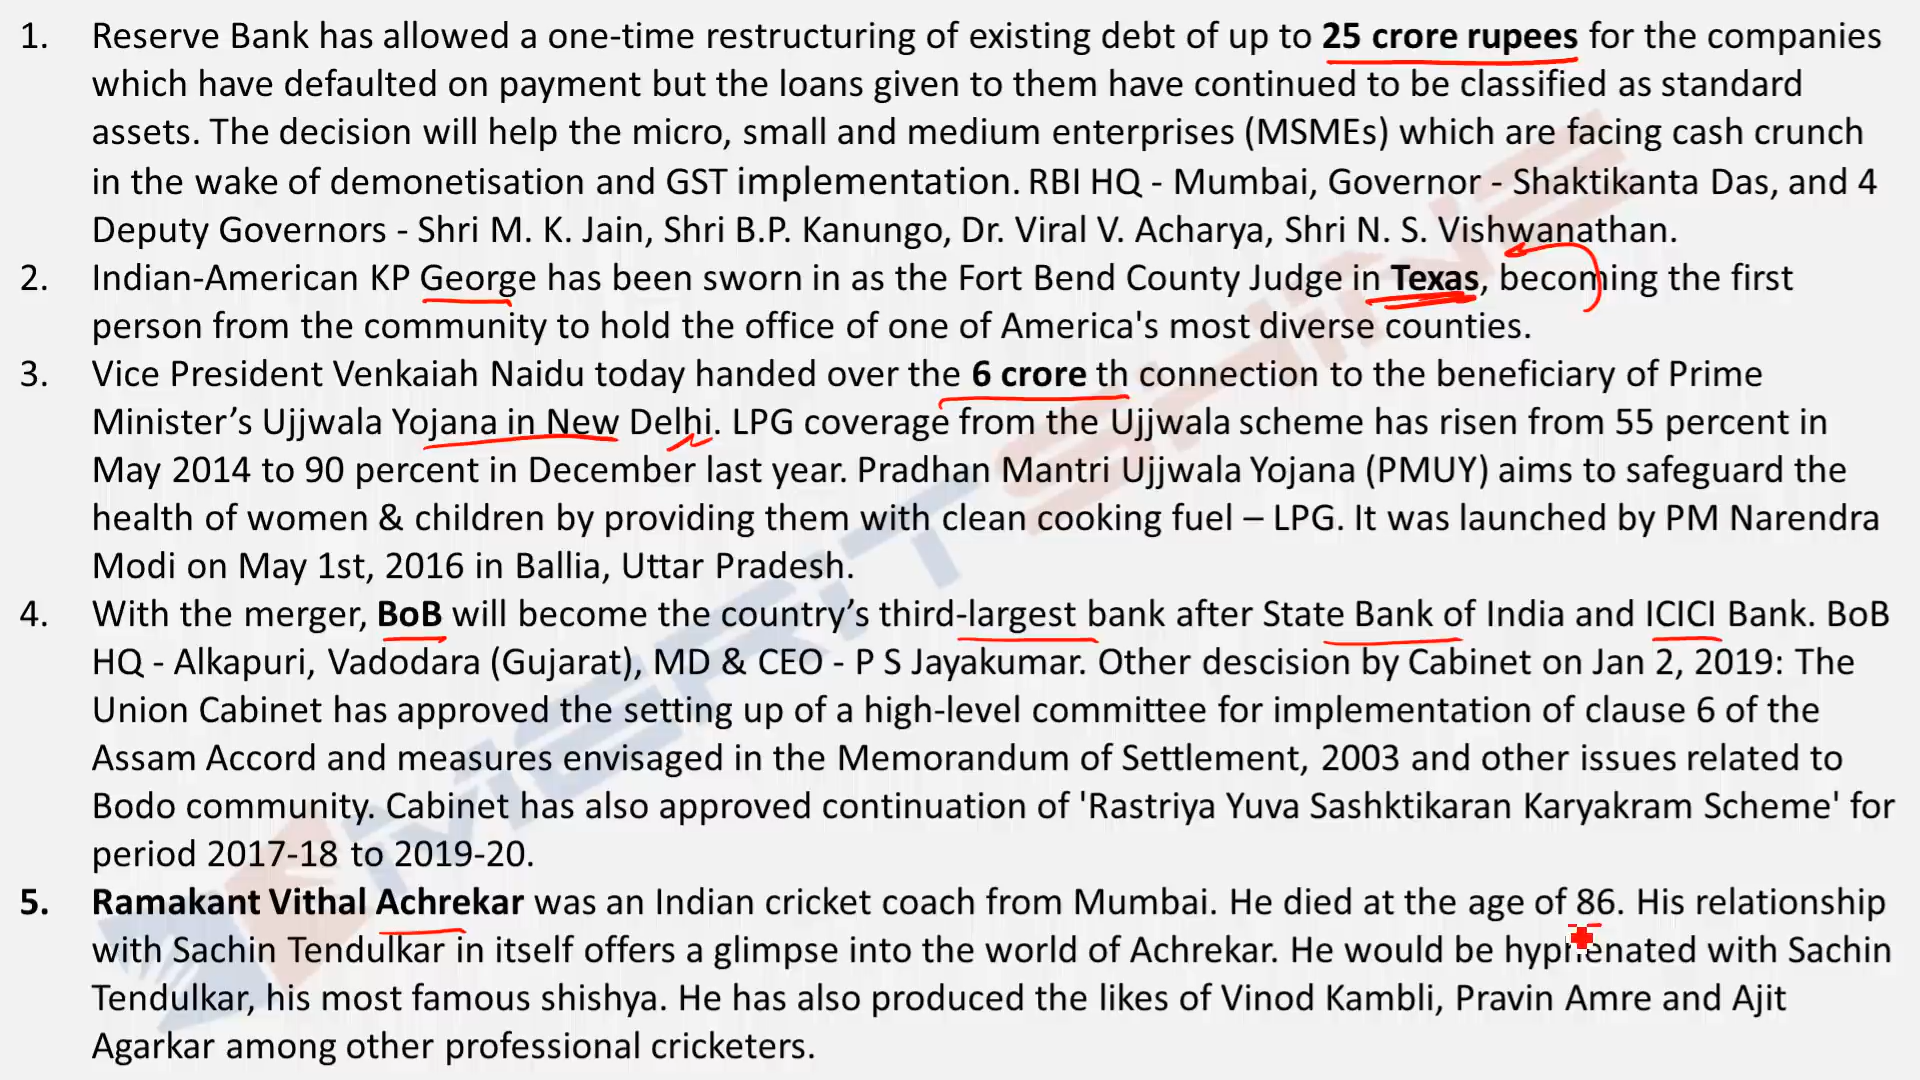 1. Reserve Bank has allowed a one-time restructuring of existing debt of up to 25 crore rupees for the companies
which have defaulted on payment but the loans given to them have continued to be classified as standard
assets. The decision will help the micro, small and medium enterprises (MSMEs) which are facing cash crunch
in the wake of demonetisation and GST implementation. RBI HQ - Mumbai, Governor - Shaktikanta Das, and 4
Deputy Governors - Shri M. K. Jain, Shri B.P. Kanungo, Dr. Viral V. Acharya, Shri N. S. Vishwanathan.
2. Indian-American KP George has been sworn in as the Fort Bend County Judge in Texas, becoming the first
person from the community to hold the office of one of America's most diverse counties.
3. Vice President Venkaiah Naidu today handed over the 6 crore th connection to the beneficiary of Prime
Minister’s Ujjwala Yojana in New Delhi. LPG coverage from the Ujjwala scheme has risen from 55 percent in
May 2014 to 90 percent in December last year. Pradhan Mantri Ujjwala Yojana (PMUY) aims to safeguard the
health of women & children by providing them with clean cooking fuel – LPG. It was launched by PM Narendra
Modi on May 1st, 2016 in Ballia, Uttar Pradesh.
4. With the merger, BoB will become the country’s third-largest bank after State Bank of India and ICICI Bank. BoB
HQ - Alkapuri, Vadodara (Gujarat), MD & CEO - P S Jayakumar. Other descision by Cabinet on Jan 2, 2019: The
Union Cabinet has approved the setting up of a high-level committee for implementation of clause 6 of the
Assam Accord and measures envisaged in the Memorandum of Settlement, 2003 and other issues related to
Bodo community. Cabinet has also approved continuation of 'Rastriya Yuva Sashktikaran Karyakram Scheme' for
period 2017-18 to 2019-20.
5. Ramakant Vithal Achrekar was an Indian cricket coach from Mumbai. He died at the age of 86. His relationship
with Sachin Tendulkar in itself offers a glimpse into the world of Achrekar. He would be hyphenated with Sachin
Tendulkar, his most famous shishya. He has also produced the likes of Vinod Kambli, Pravin Amre and Ajit
Agarkar among other professional cricketers.
MERITSHINE